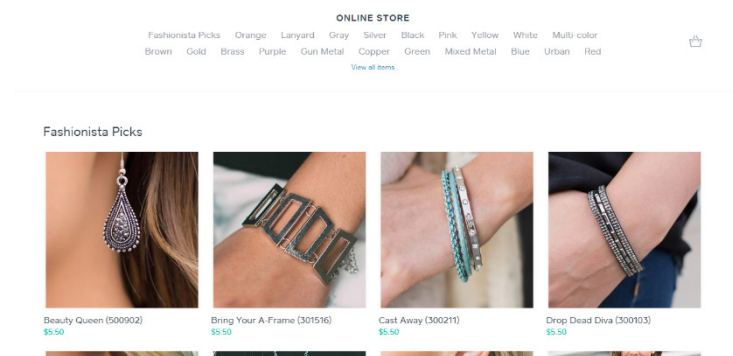 ONLINE STORE
Fashionista Picks Orange Lanyard Gray Silver Black Pink Yellow White Multi-color
Brown Gold Brass Purple Gun Metal Copper Green Mixed Metal Blue Urban Red
View all items
Fashionista Picks
Beauty Queen (500902) Bring Your A-Frame (301516) Cast Away (300211) Drop Dead Diva (300103)
$5.50 $5.50 $5.50 $5.50